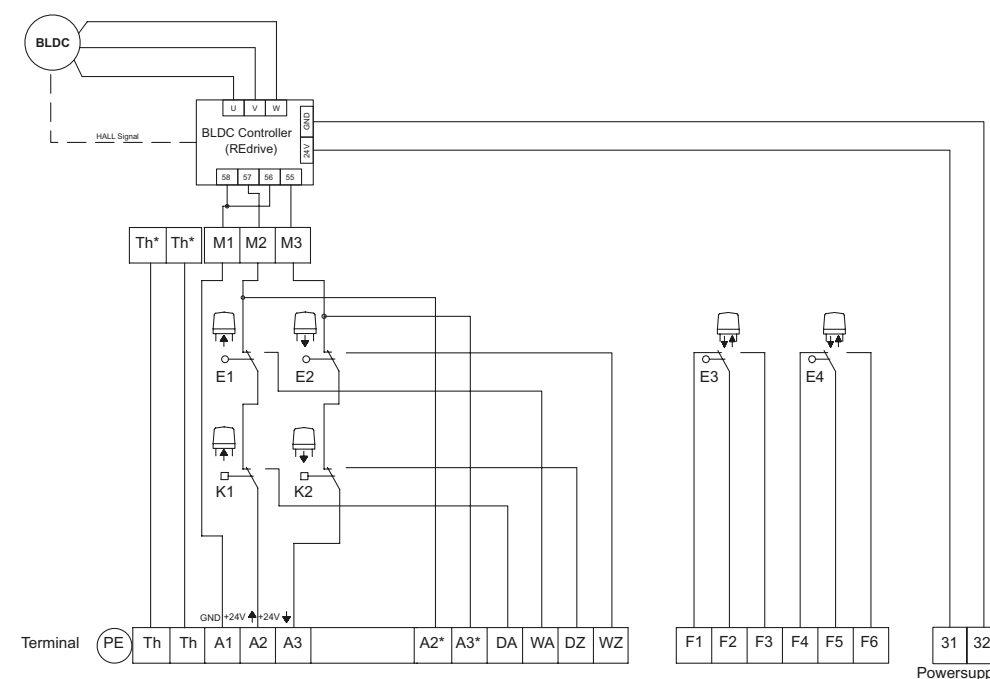 BLDC
U V W
GND
HALL Signal
BLDC Controller
(REdrive)
24V
58 57 56 55
Th* Th* M1 M2 M3
E1 E2 E3 E4
K1 K2
GND +24V +24V
Terminal PE Th Th A1 A2 A3 A2* A3* DA WA DZ WZ F1 F2 F3 F4 F5 F6 31 32